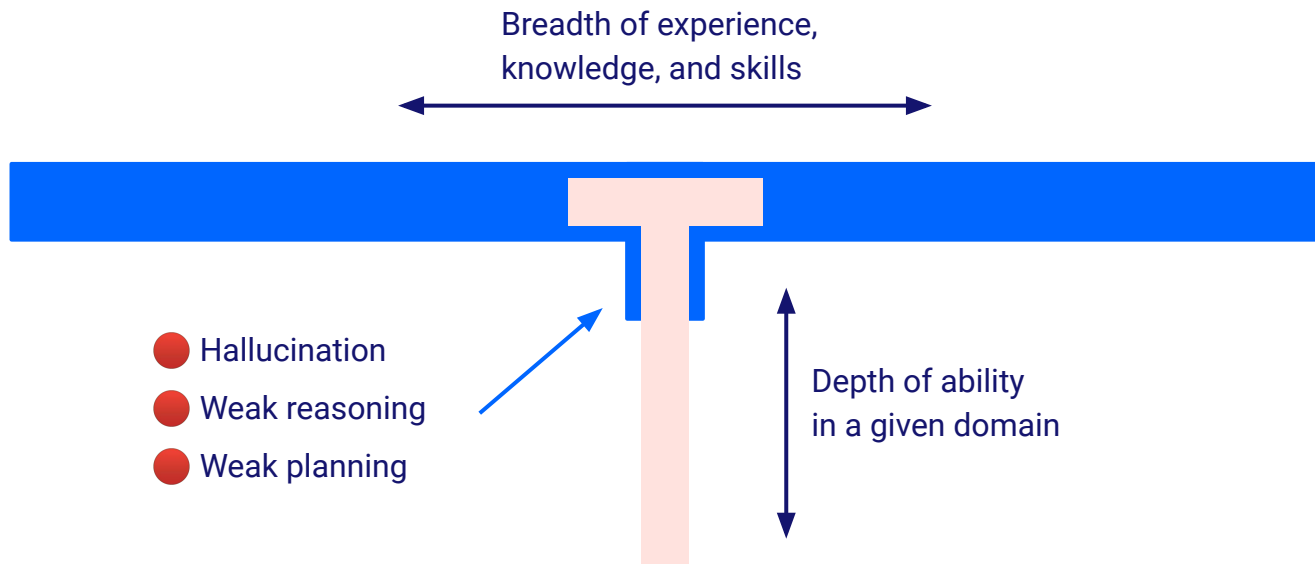 Breadth of experience,
knowledge, and skills
Hallucination
Weak reasoning
Weak planning
Depth of ability
in a given domain